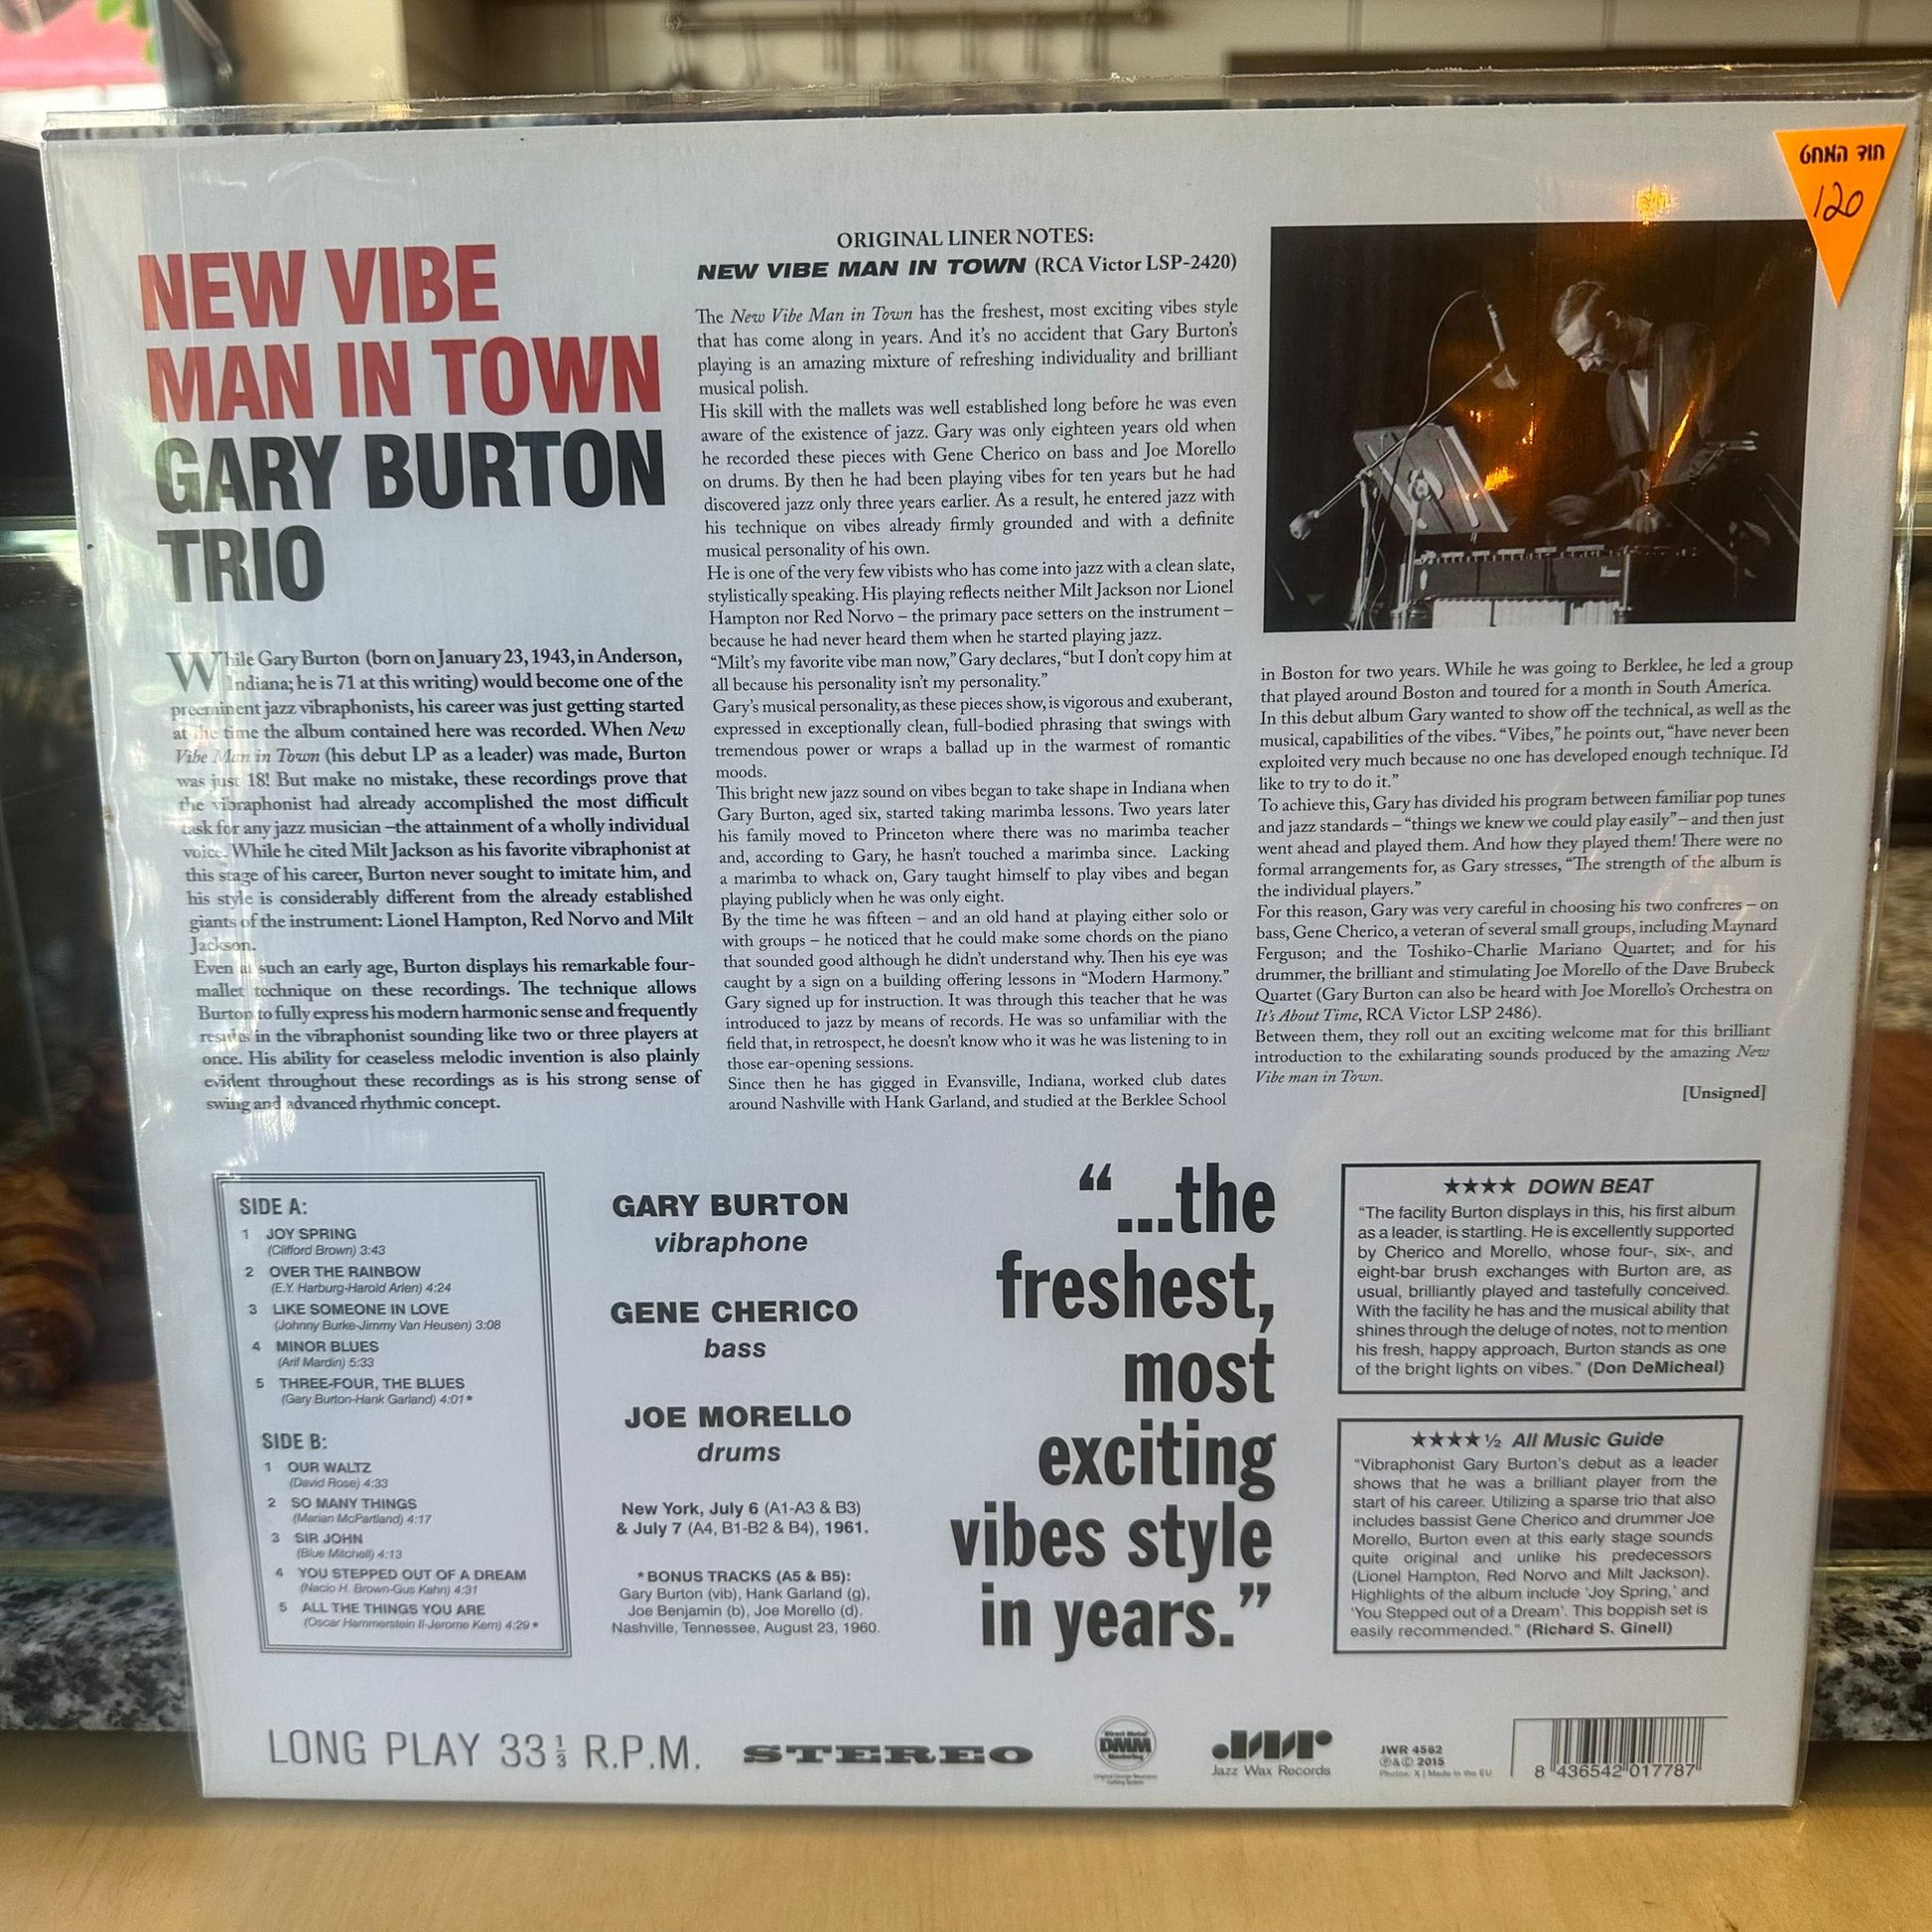 חוד המחט
120
NEW VIBE
MAN IN TOWN
GARY BURTON
TRIO
While Gary Burton (born on January 23, 1943, in Anderson,
Indiana; he is 71 at this writing) would become one of the
preeminent jazz vibraphonists, his career was just getting started
at the time the album contained here was recorded. When New
Vibe Man in Town (his debut LP as a leader) was made, Burton
was just 18! But make no mistake, these recordings prove that
the vibraphonist had already accomplished the most difficult
task for any jazz musician –the attainment of a wholly individual
voice. While he cited Milt Jackson as his favorite vibraphonist at
this stage of his career, Burton never sought to imitate him, and
his style is considerably different from the already established
giants of the instrument: Lionel Hampton, Red Norvo and Milt
Jackson.
Even at such an early age, Burton displays his remarkable four-
mallet technique on these recordings. The technique allows
Burton to fully express his modern harmonic sense and frequently
results in the vibraphonist sounding like two or three players at
once. His ability for ceaseless melodic invention is also plainly
evident throughout these recordings as is his strong sense of
swing and advanced rhythmic concept.
ORIGINAL LINER NOTES:
NEW VIBE MAN IN TOWN (RCA Victor LSP-2420)
The New Vibe Man in Town has the freshest, most exciting vibes style
that has come along in years. And it's no accident that Gary Burton's
playing is an amazing mixture of refreshing individuality and brilliant
musical polish.
His skill with the mallets was well established long before he was even
aware of the existence of jazz. Gary was only eighteen years old when
he recorded these pieces with Gene Cherico on bass and Joe Morello
on drums. By then he had been playing vibes for ten years but he had
discovered jazz only three years earlier. As a result, he entered jazz with
his technique on vibes already firmly grounded and with a definite
musical personality of his own.
He is one of the very few vibists who has come into jazz with a clean slate,
stylistically speaking. His playing reflects neither Milt Jackson nor Lionel
Hampton nor Red Norvo – the primary pace setters on the instrument –
because he had never heard them when he started playing jazz.
“Milt's my favorite vibe man now,” Gary declares, “but I don't copy him at
all because his personality isn't my personality.”
Gary's musical personality, as these pieces show, is vigorous and exuberant,
expressed in exceptionally clean, full-bodied phrasing that swings with
tremendous power or wraps a ballad up in the warmest of romantic
moods.
This bright new jazz sound on vibes began to take shape in Indiana when
Gary Burton, aged six, started taking marimba lessons. Two years later
his family moved to Princeton where there was no marimba teacher
and, according to Gary, he hasn't touched a marimba since. Lacking
a marimba to whack on, Gary taught himself to play vibes and began
playing publicly when he was only eight.
By the time he was fifteen – and an old hand at playing either solo or
with groups – he noticed that he could make some chords on the piano
that sounded good although he didn't understand why. Then his eye was
caught by a sign on a building offering lessons in “Modern Harmony.”
Gary signed up for instruction. It was through this teacher that he was
introduced to jazz by means of records. He was so unfamiliar with the
field that, in retrospect, he doesn't know who it was he was listening to in
those ear-opening sessions.
Since then he has gigged in Evansville, Indiana, worked club dates
around Nashville with Hank Garland, and studied at the Berklee School
in Boston for two years. While he was going to Berklee, he led a group
that played around Boston and toured for a month in South America.
In this debut album Gary wanted to show off the technical, as well as the
musical, capabilities of the vibes. “Vibes,” he points out, “have never been
exploited very much because no one has developed enough technique. I'd
like to try to do it.”
To achieve this, Gary has divided his program between familiar pop tunes
and jazz standards – “things we knew we could play easily” – and then just
went ahead and played them. And how they played them! There were no
formal arrangements for, as Gary stresses, “The strength of the album is
the individual players.”
For this reason, Gary was very careful in choosing his two confreres – on
bass, Gene Cherico, a veteran of several small groups, including Maynard
Ferguson; and the Toshiko-Charlie Mariano Quartet; and for his
drummer, the brilliant and stimulating Joe Morello of the Dave Brubeck
Quartet (Gary Burton can also be heard with Joe Morello's Orchestra on
It's About Time, RCA Victor LSP 2486).
Between them, they roll out an exciting welcome mat for this brilliant
introduction to the exhilarating sounds produced by the amazing New
Vibe man in Town.
[Unsigned]
SIDE A:
1 JOY SPRING
(Clifford Brown) 3:43
2 OVER THE RAINBOW
(E.Y. Harburg-Harold Arlen) 4:24
3 LIKE SOMEONE IN LOVE
(Johnny Burke-Jimmy Van Heusen) 3:08
4 MINOR BLUES
(Arif Mardin) 5:33
5 THREE-FOUR, THE BLUES
(Gary Burton-Hank Garland) 4:01*
SIDE B:
1 OUR WALTZ
(David Rose) 4:33
2 SO MANY THINGS
(Marian McPartland) 4:17
3 SIR JOHN
(Blue Mitchell) 4:13
4 YOU STEPPED OUT OF A DREAM
(Nacio H. Brown-Gus Kahn) 4:31
5 ALL THE THINGS YOU ARE
(Oscar Hammerstein II-Jerome Kern) 4:29*
GARY BURTON
vibraphone
GENE CHERICO
bass
JOE MORELLO
drums
New York, July 6 (A1-A3 & B3)
& July 7 (A4, B1-B2 & B4), 1961.
*BONUS TRACKS (A5 & B5):
Gary Burton (vib), Hank Garland (g),
Joe Benjamin (b), Joe Morello (d).
Nashville, Tennessee, August 23, 1960.
“...the
freshest,
most
exciting
vibes style
in years.”
★★★★ DOWN BEAT
“The facility Burton displays in this, his first album
as a leader, is startling. He is excellently supported
by Cherico and Morello, whose four-, six-, and
eight-bar brush exchanges with Burton are, as
usual, brilliantly played and tastefully conceived.
With the facility he has and the musical ability that
shines through the deluge of notes, not to mention
his fresh, happy approach, Burton stands as one
of the bright lights on vibes.” (Don DeMicheal)
★★★★½ All Music Guide
“Vibraphonist Gary Burton's debut as a leader
shows that he was a brilliant player from the
start of his career. Utilizing a sparse trio that also
includes bassist Gene Cherico and drummer Joe
Morello, Burton even at this early stage sounds
quite original and unlike his predecessors
(Lionel Hampton, Red Norvo and Milt Jackson).
Highlights of the album include ‘Joy Spring,’ and
‘You Stepped out of a Dream’. This boppish set is
easily recommended.” (Richard S. Ginell)
LONG PLAY 33⅓ R.P.M.
STEREO
Direct Metal
DMM
Mastering
JWR
Jazz Wax Records
JWR 4562
℗&© 2015
Photos: X | Made in the EU
8 436542 017787